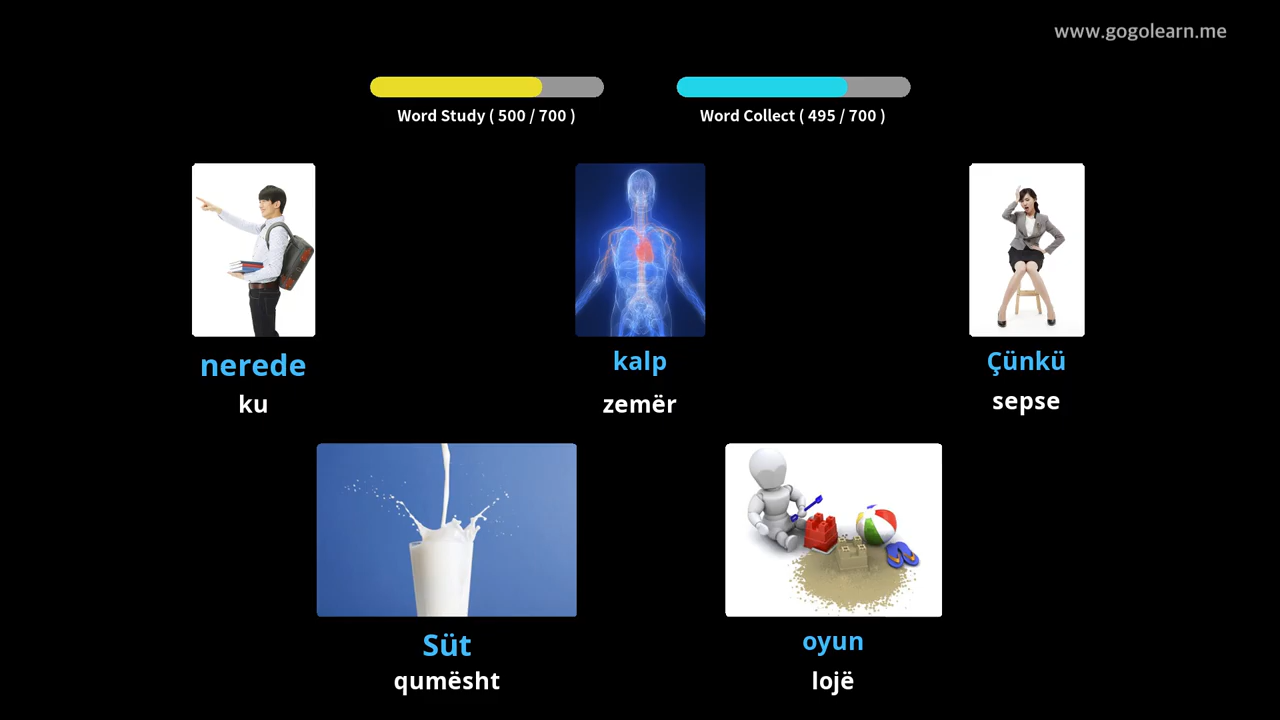 www.gogolearn.me
Word Study ( 500 / 700 )
Word Collect ( 495 / 700 )
nerede
ku
kalp
zemër
Çünkü
sepse
Süt
qumësht
oyun
lojë